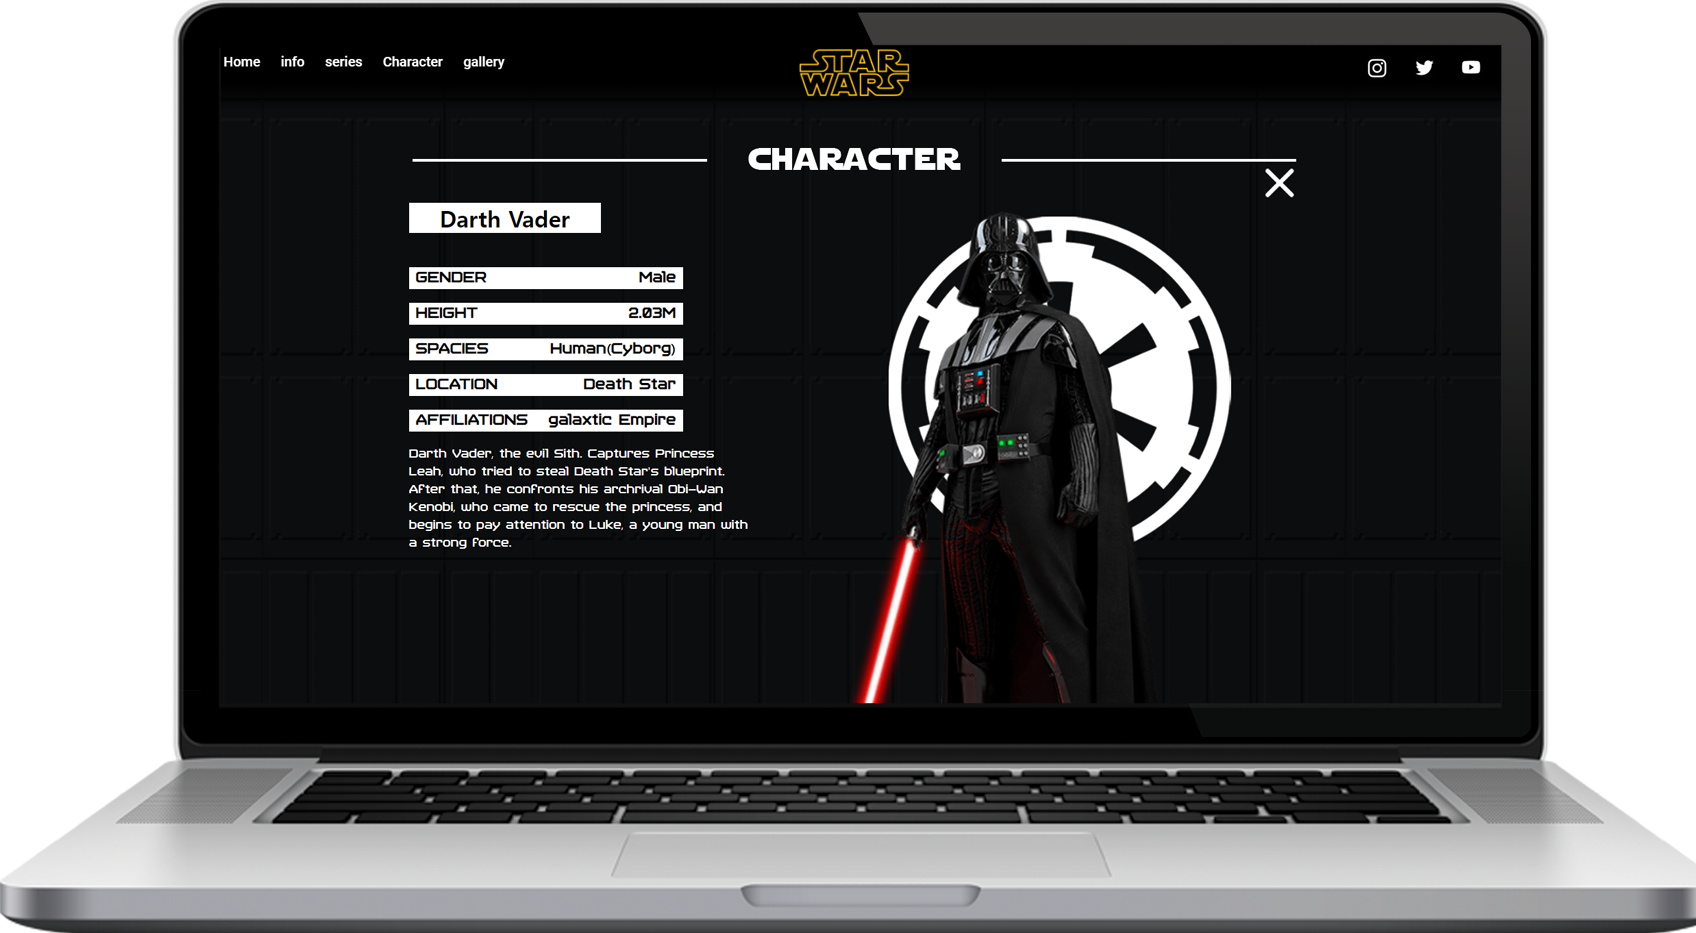 Home info series Character gallery
STAR
WARS
CHARACTER
Darth Vader
GENDER Male
HEIGHT 2.03M
SPACIES Human(Cyborg)
LOCATION Death Star
AFFILIATIONS galaxtic Empire
Darth Vader, the evil Sith. Captures Princess
Leah, who tried to steal Death Star's blueprint.
After that, he confronts his archrival Obi-Wan
Kenobi, who came to rescue the princess, and
begins to pay attention to Luke, a young man with
a strong force.